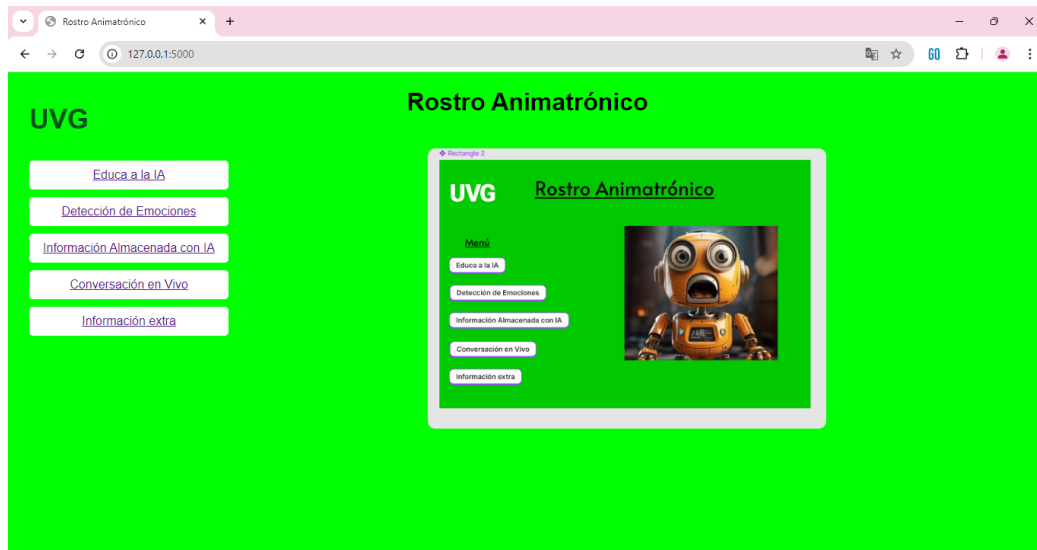 Rostro Animatrónico
127.0.0.1:5000
60
Rostro Animatrónico
UVG
Educa a la IA
Detección de Emociones
Información Almacenada con IA
Conversación en Vivo
Información extra
Rectangle 2
UVG
Rostro Animatrónico
Menú
Educa a la IA
Detección de Emociones
Información Almacenada con IA
Conversación en Vivo
Información extra